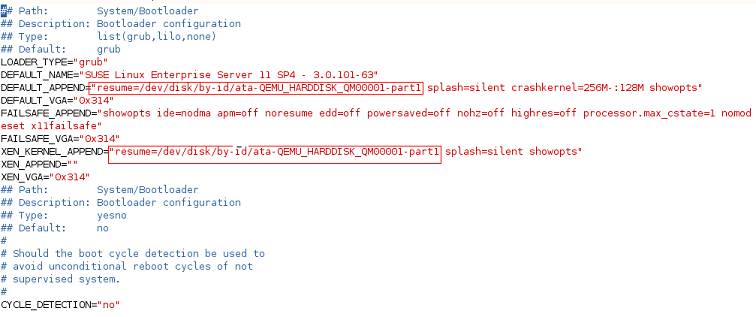 ## Path:        System/Bootloader
## Description: Bootloader configuration
## Type:        list(grub,lilo,none)
## Default:     grub
LOADER_TYPE="grub"
DEFAULT_NAME="SUSE Linux Enterprise Server 11 SP4 - 3.0.101-63"
DEFAULT_APPEND="resume=/dev/disk/by-id/ata-QEMU_HARDDISK_QM00001-part1 splash=silent crashkernel=256M-:128M showopts"
DEFAULT_VGA="0x314"
FAILSAFE_APPEND="showopts ide=nodma apm=off noresume edd=off powersaved=off nohz=off highres=off processor.max_cstate=1 nomod
eset x11failsafe"
FAILSAFE_VGA="0x314"
XEN_KERNEL_APPEND="resume=/dev/disk/by-id/ata-QEMU_HARDDISK_QM00001-part1 splash=silent showopts"
XEN_APPEND=""
XEN_VGA="0x314"
## Path:        System/Bootloader
## Description: Bootloader configuration
## Type:        yesno
## Default:     no
#
# Should the boot cycle detection be used to
# avoid unconditional reboot cycles of not
# supervised system.
#
CYCLE_DETECTION="no"